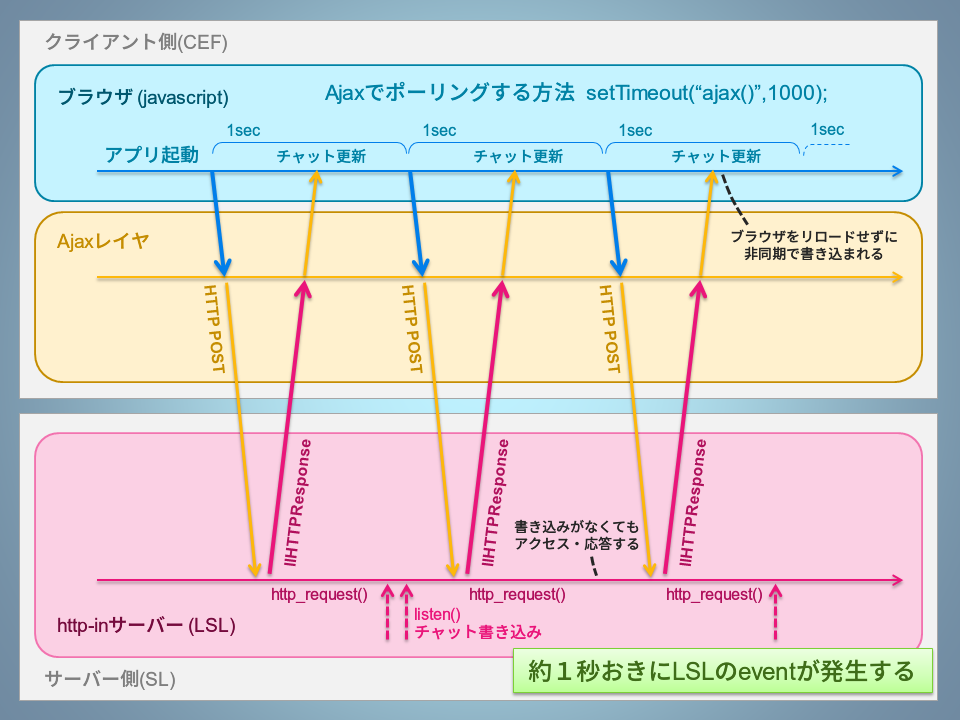 クライアント側(CEF)
ブラウザ (javascript)
Ajaxでポーリングする方法 setTimeout(“ajax()”,1000);
1sec
1sec
1sec
1sec
アプリ起動
チャット更新
チャット更新
チャット更新
Ajaxレイヤ
ブラウザをリロードせずに
非同期で書き込まれる
HTTP POST
HTTP POST
HTTP POST
llHTTPResponse
llHTTPResponse
llHTTPResponse
書き込みがなくても
アクセス・応答する
http_request()
http_request()
http_request()
listen()
チャット書き込み
http-inサーバー (LSL)
サーバー側(SL)
約１秒おきにLSLのeventが発生する